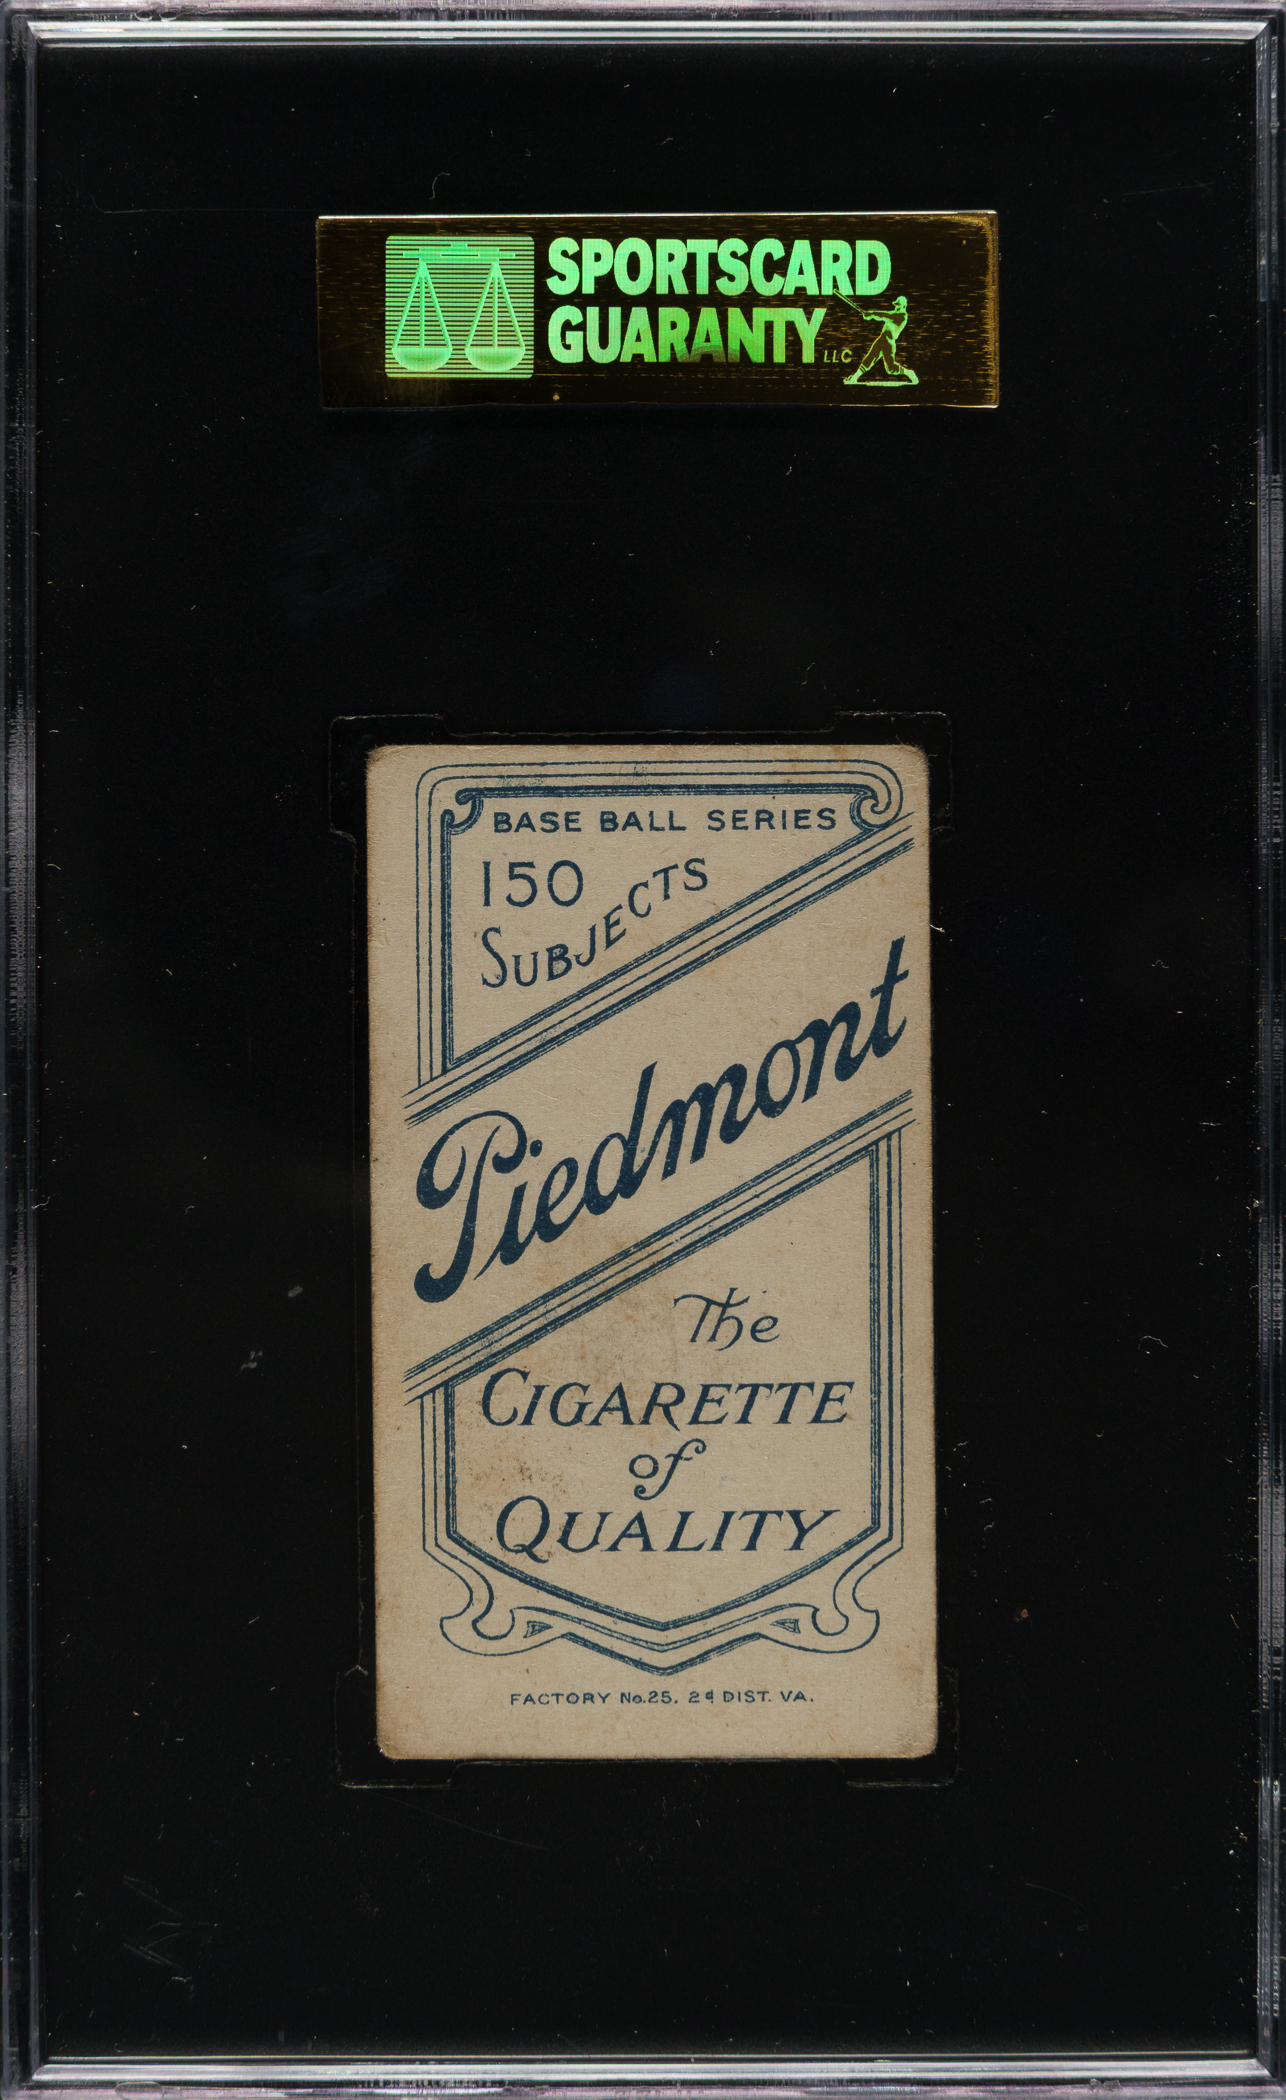 SPORTSCARD
GUARANTY LLC
BASE BALL SERIES
150
SUBJECTS
Piedmont
The
CIGARETTE
of
QUALITY
FACTORY No.25. 2d DIST. VA.